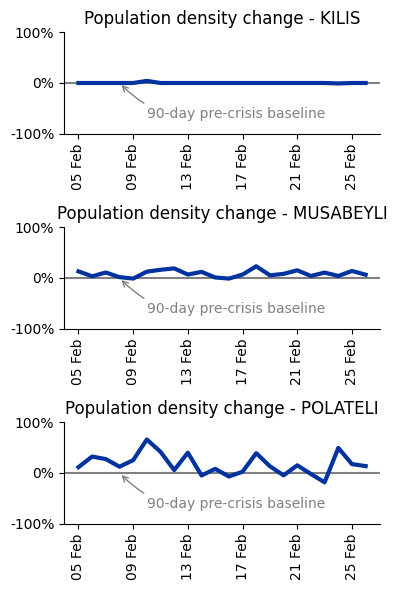 Population density change - KILIS
100%
0%
-100%
90-day pre-crisis baseline
05 Feb
09 Feb
13 Feb
17 Feb
21 Feb
25 Feb
Population density change - MUSABEYLI
100%
0%
-100%
90-day pre-crisis baseline
05 Feb
09 Feb
13 Feb
17 Feb
21 Feb
25 Feb
Population density change - POLATELI
100%
0%
-100%
90-day pre-crisis baseline
05 Feb
09 Feb
13 Feb
17 Feb
21 Feb
25 Feb